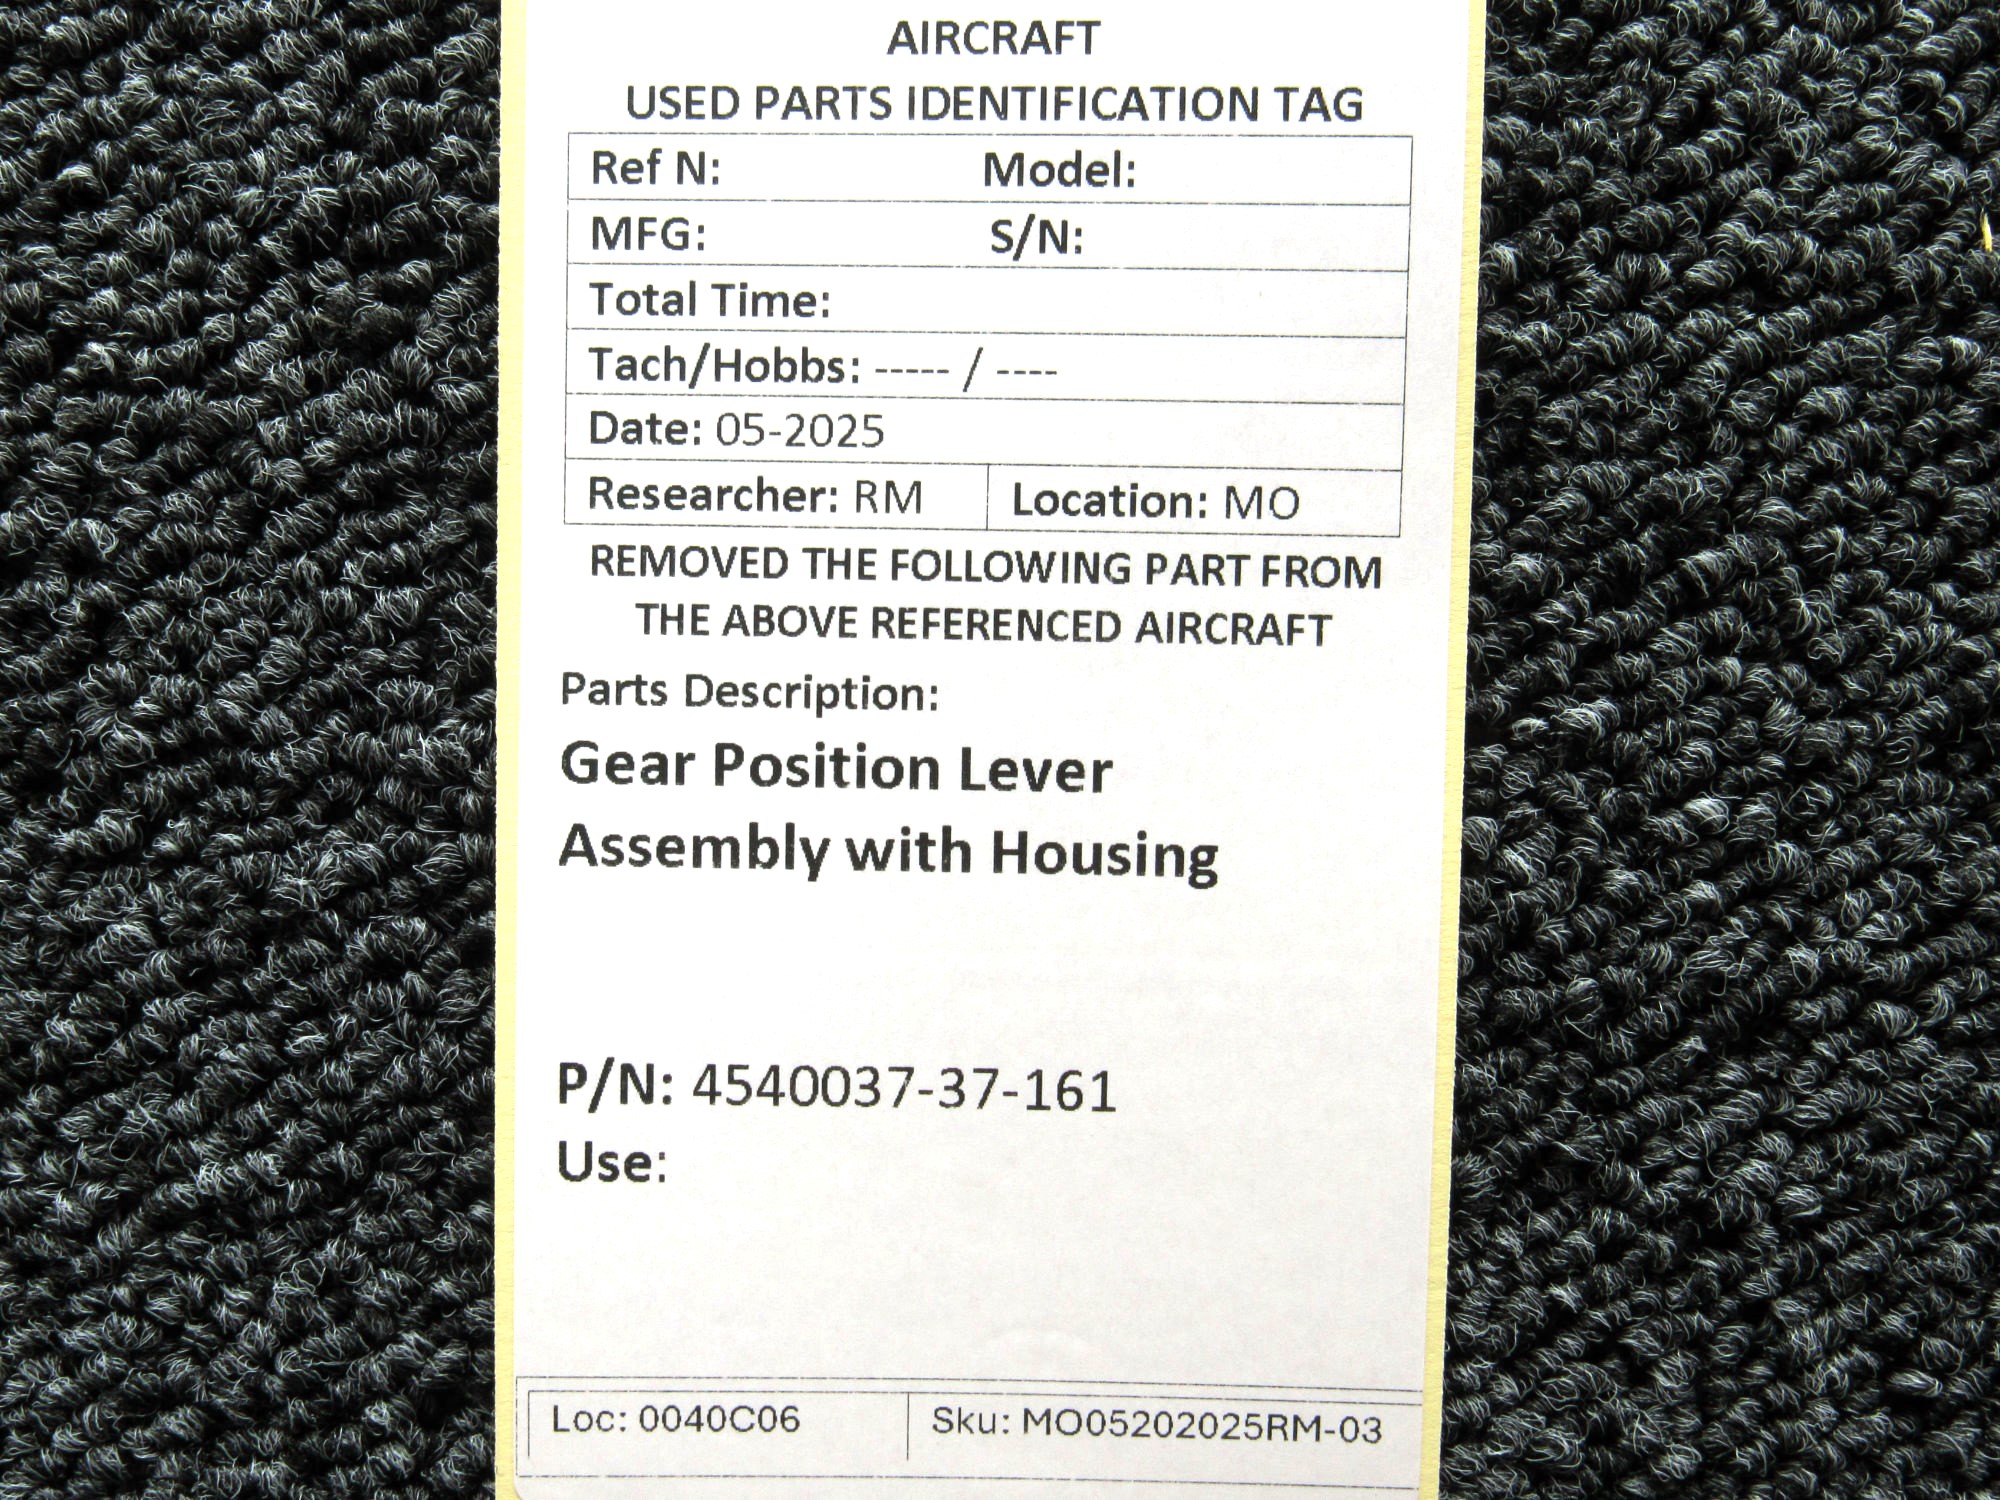 AIRCRAFT
USED PARTS IDENTIFICATION TAG
Ref N: Model:
MFG: S/N:
Total Time:
Tach/Hobbs: ----- / ----
Date: 05-2025
Researcher: RM Location: MO
REMOVED THE FOLLOWING PART FROM
THE ABOVE REFERENCED AIRCRAFT
Parts Description:
Gear Position Lever
Assembly with Housing
P/N: 4540037-37-161
Use:
Loc: 0040C06 Sku: MO05202025RM-03